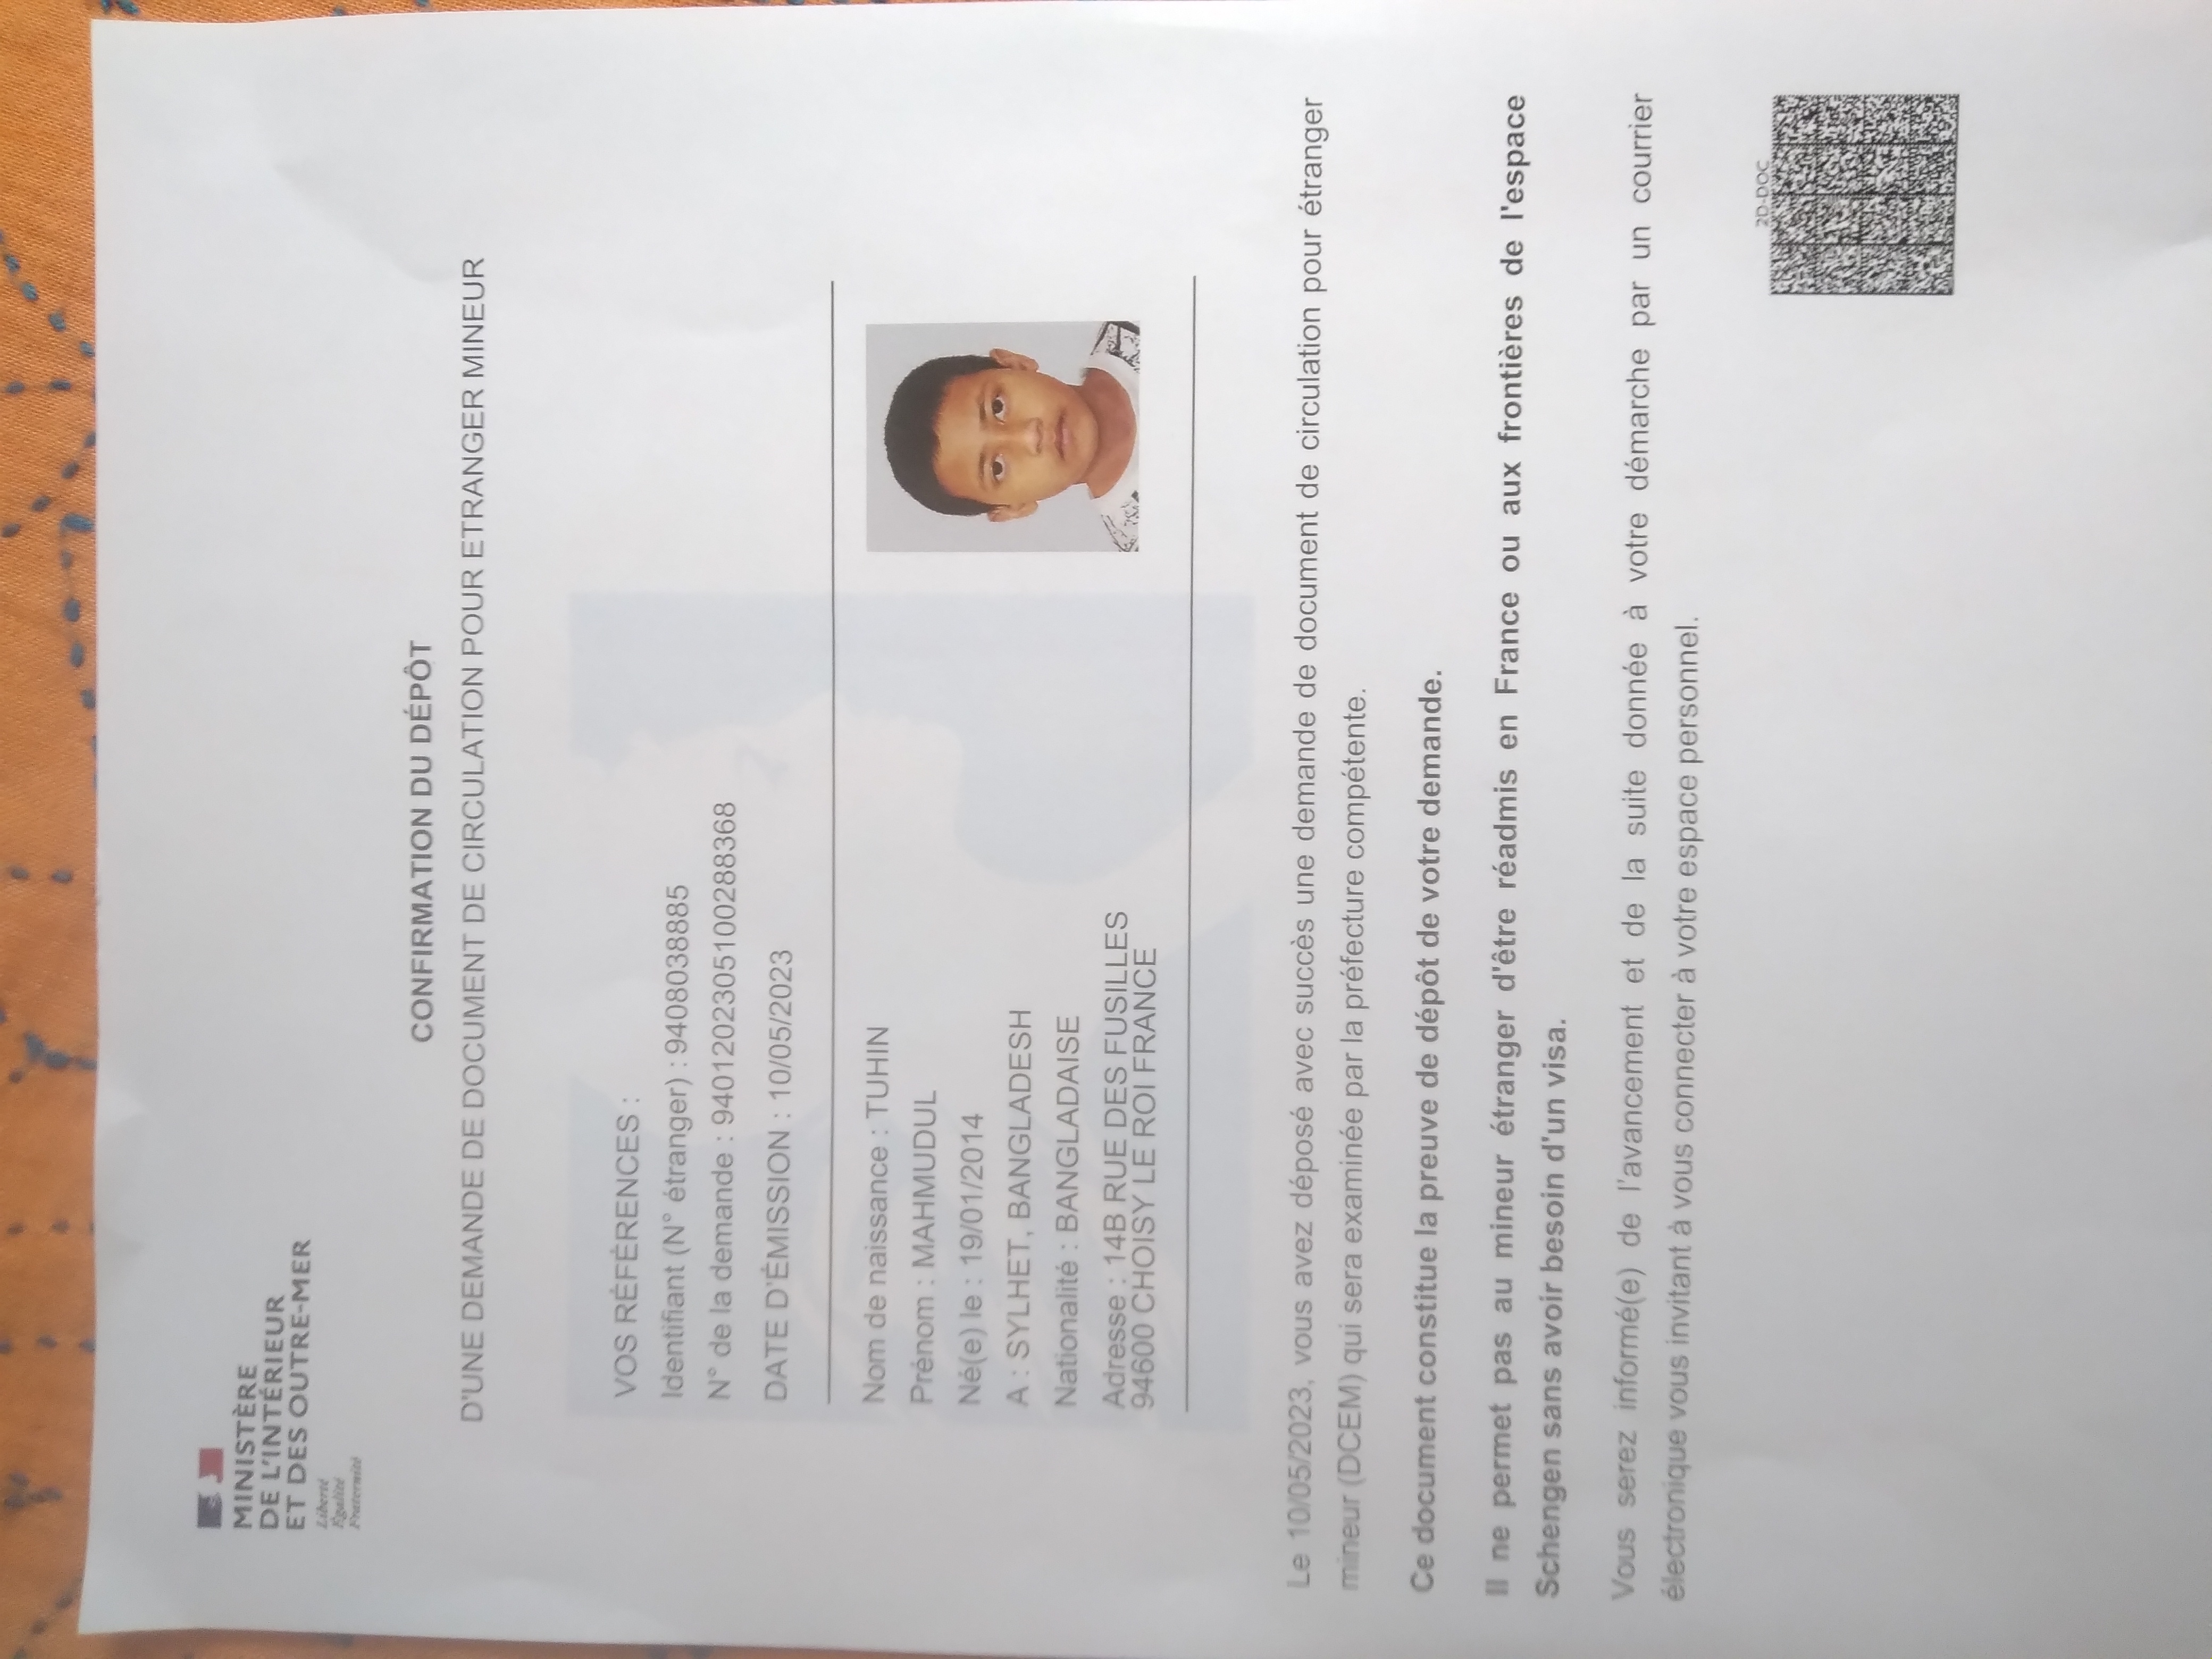 MINISTÈRE
DE L'INTÉRIEUR
ET DES OUTRE-MER
Liberté
Égalité
Fraternité
CONFIRMATION DU DÉPÔT
D'UNE DEMANDE DE DOCUMENT DE CIRCULATION POUR ETRANGER MINEUR
VOS RÉFÉRENCES :
Identifiant (N° étranger) : 9408038885
N° de la demande : 9401202305100288368
DATE D'ÉMISSION : 10/05/2023
Nom de naissance : TUHIN
Prénom : MAHMUDUL
Né(e) le : 19/01/2014
A : SYLHET, BANGLADESH
Nationalité : BANGLADAISE
Adresse : 14B RUE DES FUSILLES
94600 CHOISY LE ROI FRANCE
Le 10/05/2023, vous avez déposé avec succès une demande de document de circulation pour étranger
mineur (DCEM) qui sera examinée par la préfecture compétente.
Ce document constitue la preuve de dépôt de votre demande.
Il ne permet pas au mineur étranger d'être réadmis en France ou aux frontières de l'espace
Schengen sans avoir besoin d'un visa.
Vous serez informé(e) de l'avancement et de la suite donnée à votre démarche par un courrier
électronique vous invitant à vous connecter à votre espace personnel.
2D-DOC